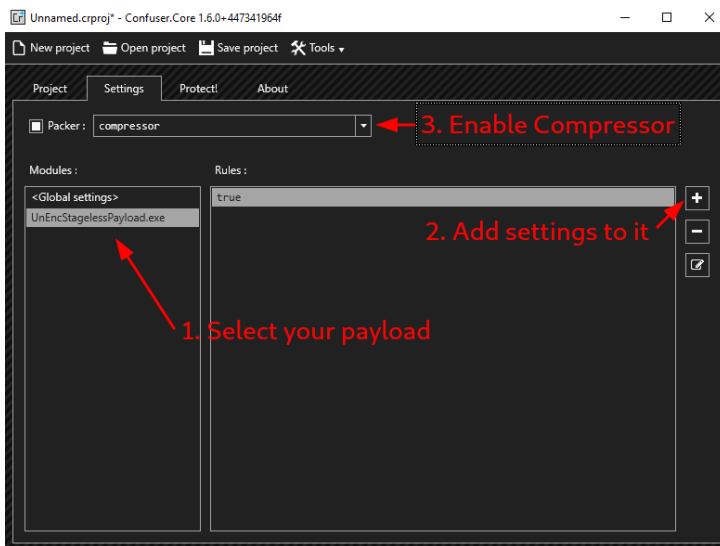 Unnamed.crproj* - Confuser.Core 1.6.0+447341964f
New project Open project Save project Tools
Project Settings Protect! About
Packer: compressor
3. Enable Compressor
Modules: Rules:
<Global settings> true
UnEncStagelessPayload.exe
2. Add settings to it
1. Select your payload